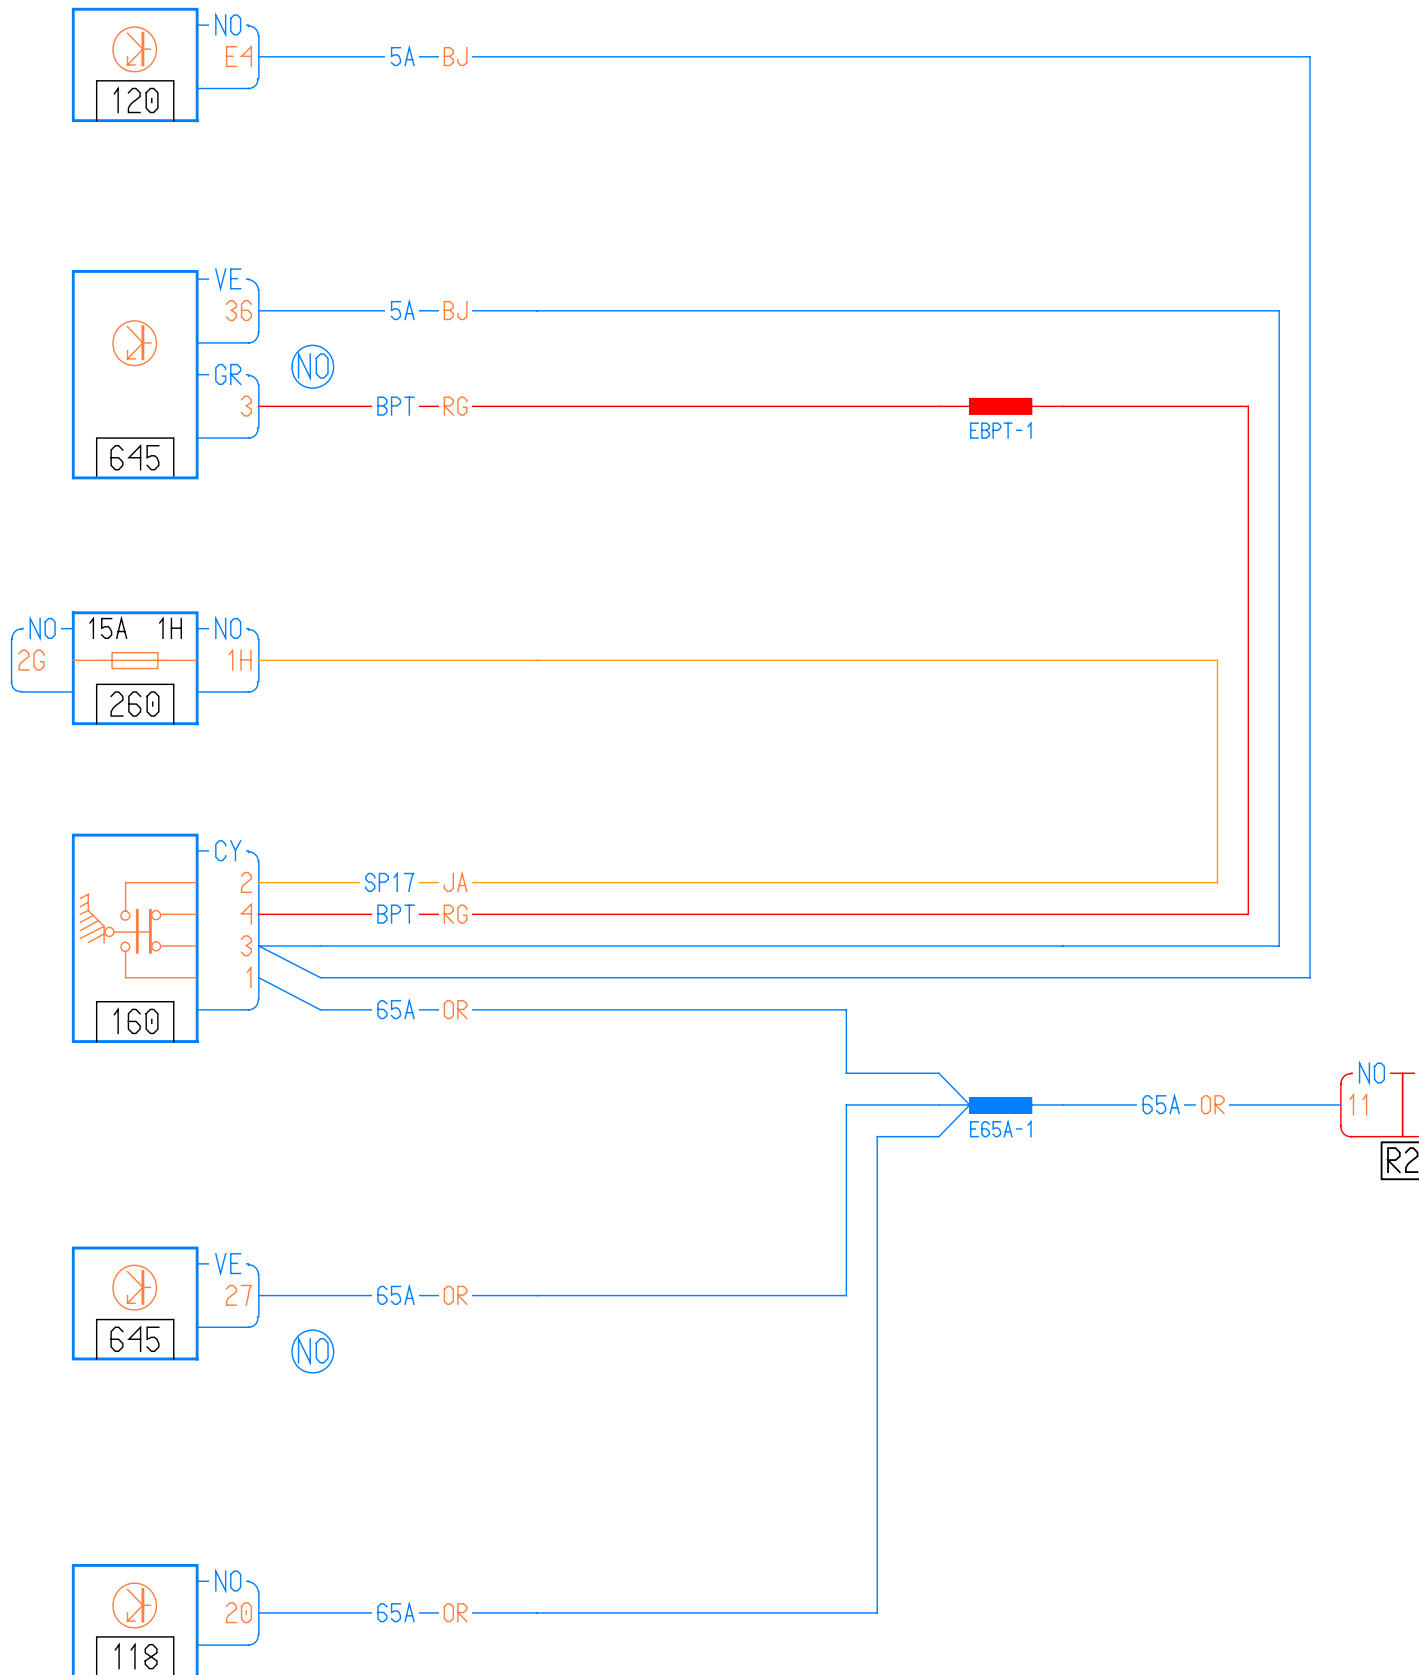 NO
E4 5A BJ
120
VE
36 5A BJ
NO
GR
3 BPT RG
EBPT-1
645
NO 15A 1H NO
2G 1H
260
CY
2 SP17 JA
4 BPT RG
3
1
65A OR
160
NO
65A OR 11
E65A-1
R2
VE
27 65A OR
645
NO
NO
20 65A OR
118